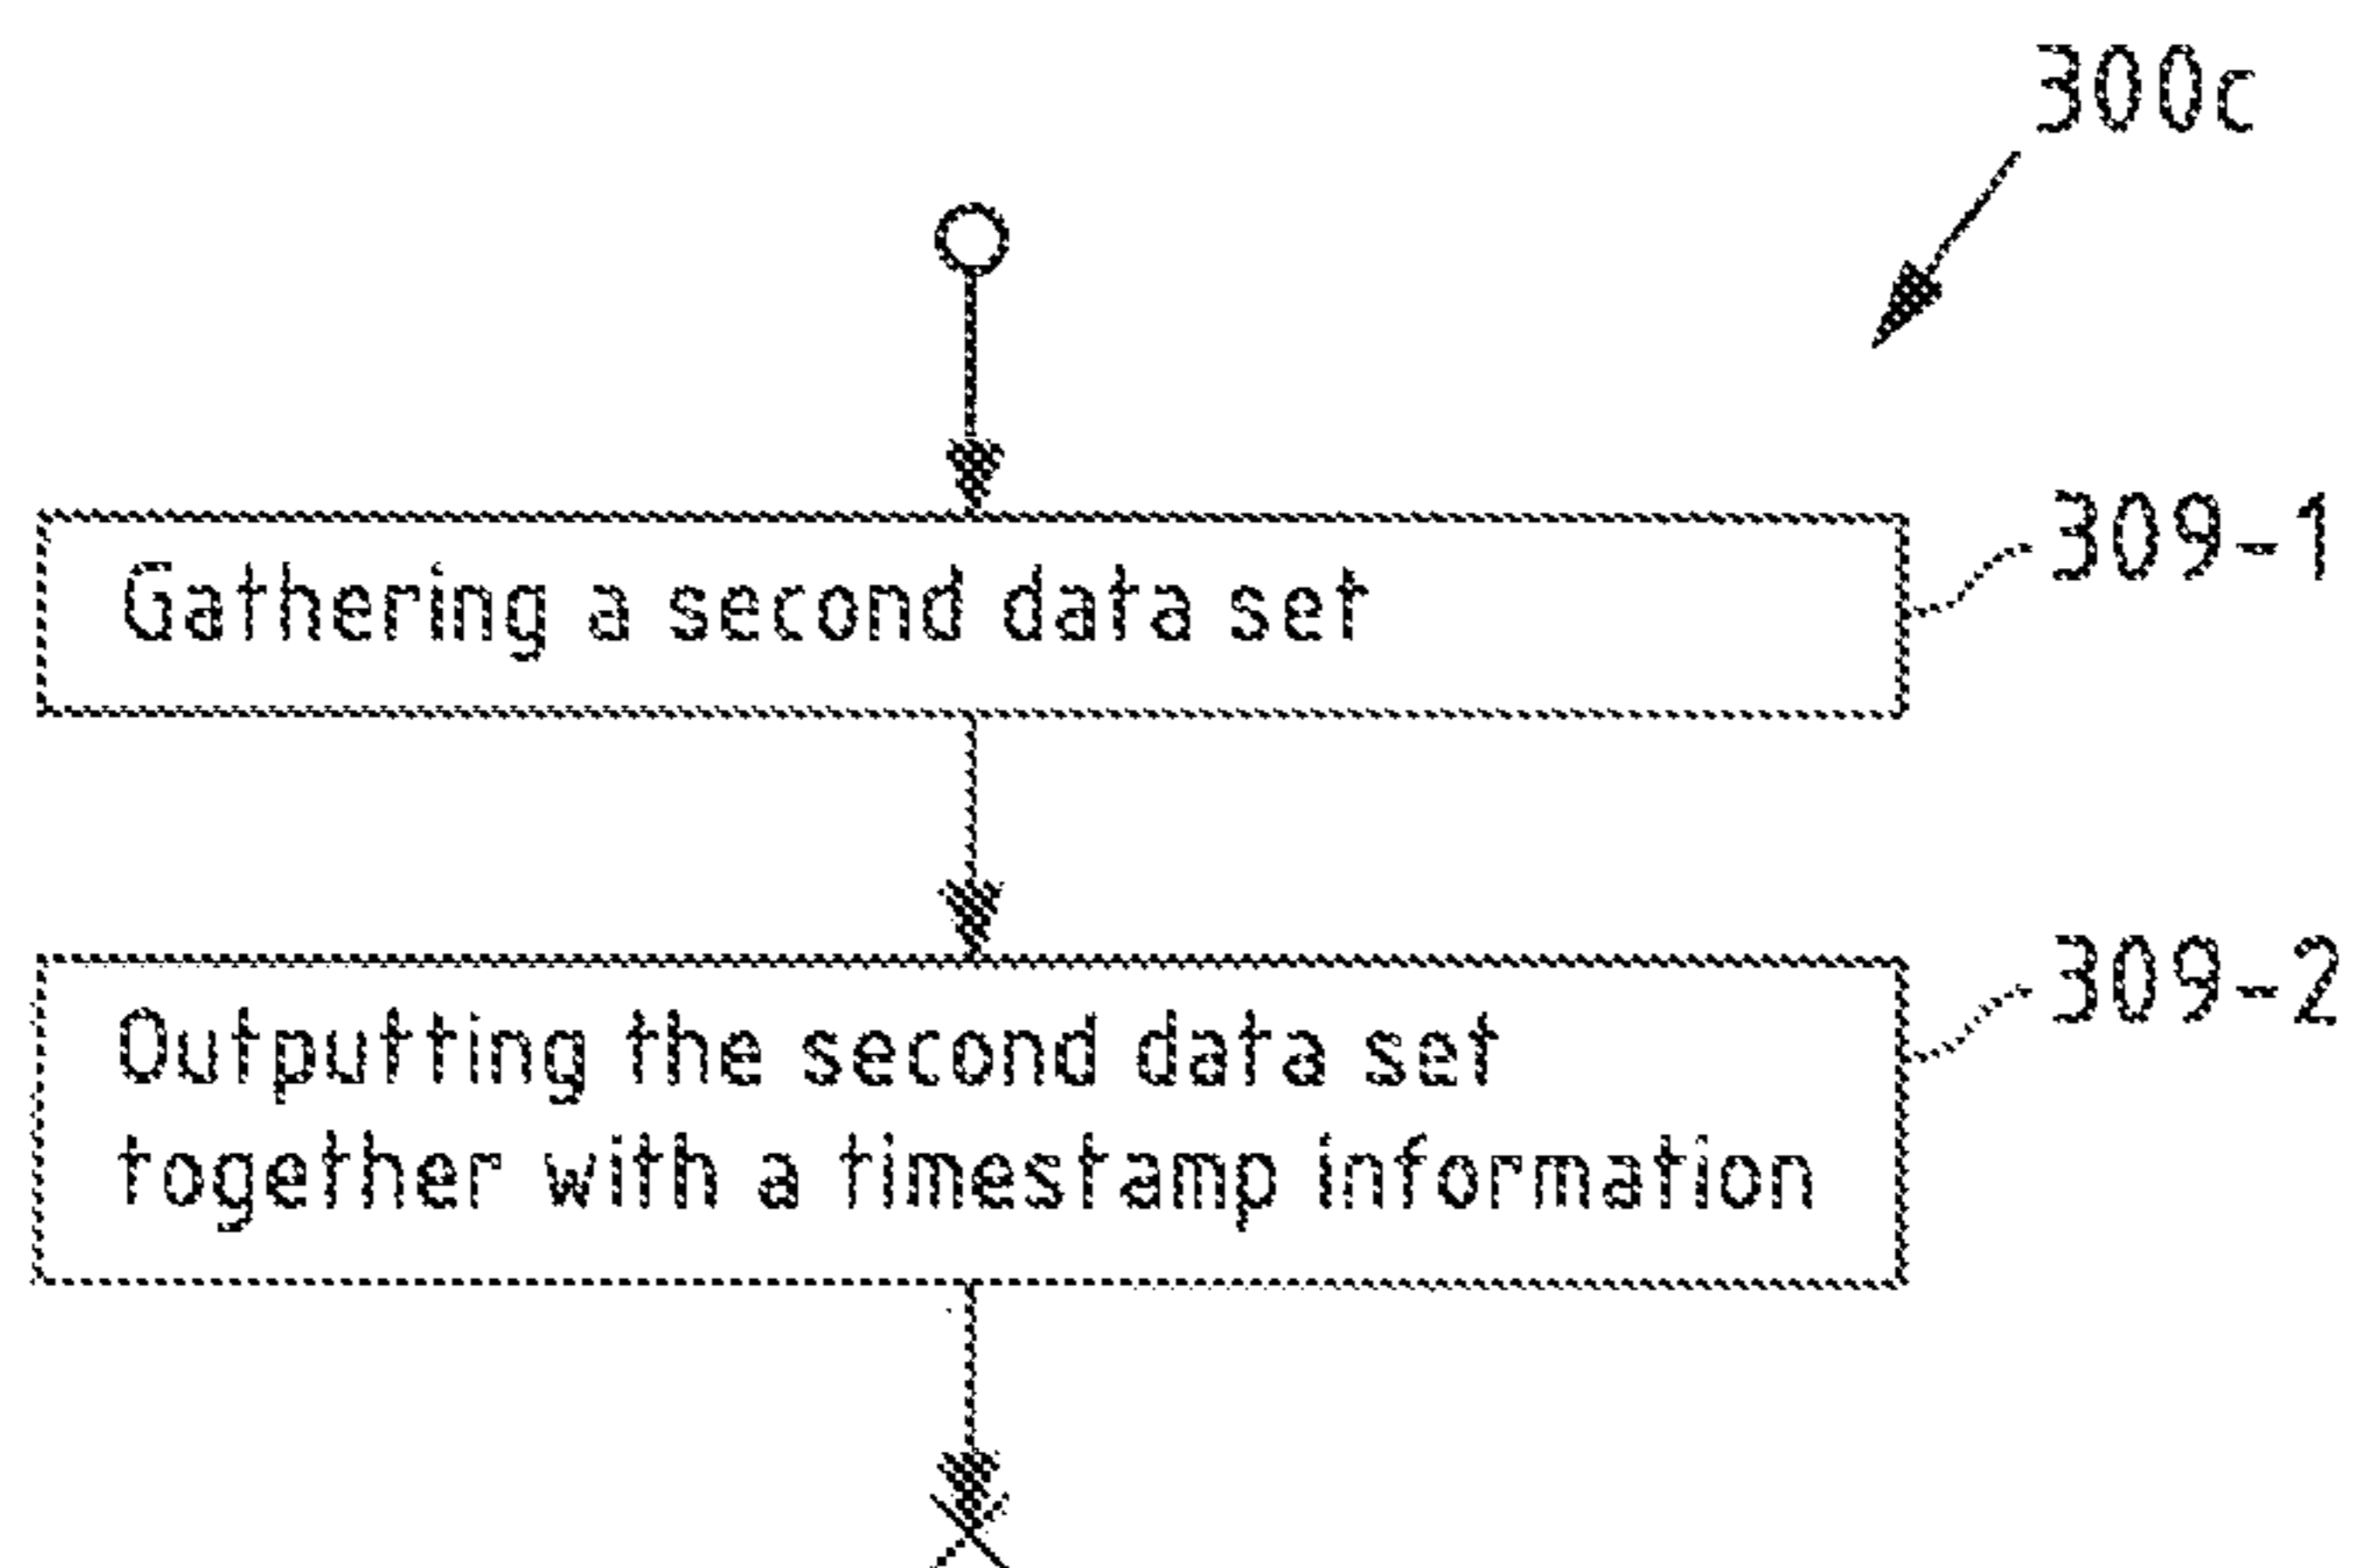 300c
Gathering a second data set
309-1
Outputting the second data set
together with a timestamp information
309-2